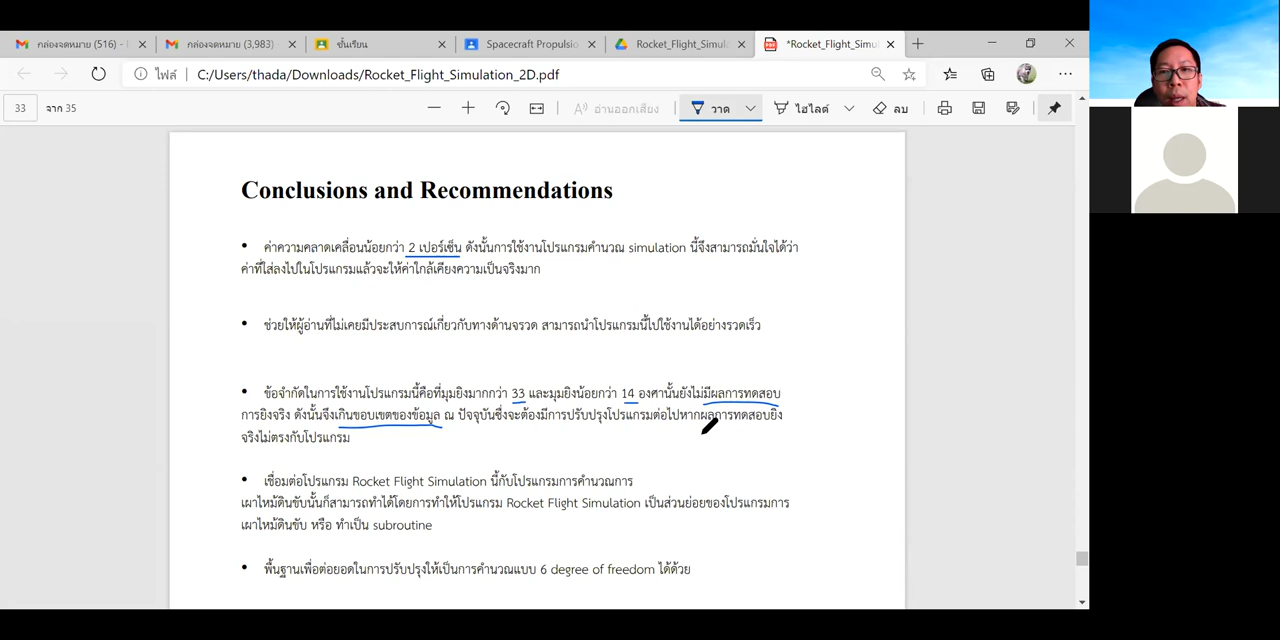 กล่องจดหมาย (516) -
กล่องจดหมาย (3,983)
ชั้นเรียน
Spacecraft Propulsio
Rocket_Flight_Simula
*Rocket_Flight_Simu
ไฟล์ C:/Users/thada/Downloads/Rocket_Flight_Simulation_2D.pdf
33 จาก 35
อ่านออกเสียง
วาด
ไฮไลต์
ลบ
Conclusions and Recommendations
• ค่าความคลาดเคลื่อนน้อยกว่า 2 เปอร์เซ็น ดังนั้นการใช้งานโปรแกรมคำนวณ simulation นี้จึงสามารถมั่นใจได้ว่า
ค่าที่ใส่ลงไปในโปรแกรมแล้วจะให้ค่าใกล้เคียงความเป็นจริงมาก
• ช่วยให้ผู้อ่านที่ไม่เคยมีประสบการณ์เกี่ยวกับทางด้านจรวด สามารถนำโปรแกรมนี้ไปใช้งานได้อย่างรวดเร็ว
• ข้อจำกัดในการใช้งานโปรแกรมนี้คือที่มุมยิงมากกว่า 33 และมุมยิงน้อยกว่า 14 องศานั้นยังไม่มีผลการทดสอบ
การยิงจริง ดังนั้นจึงเกินขอบเขตของข้อมูล ณ ปัจจุบันซึ่งจะต้องมีการปรับปรุงโปรแกรมต่อไปหากผลการทดสอบยิง
จริงไม่ตรงกับโปรแกรม
• เชื่อมต่อโปรแกรม Rocket Flight Simulation นี้กับโปรแกรมการคำนวณการ
เผาไหม้ดินขับนั้นก็สามารถทำได้โดยการทำให้โปรแกรม Rocket Flight Simulation เป็นส่วนย่อยของโปรแกรมการ
เผาไหม้ดินขับ หรือ ทำเป็น subroutine
• พื้นฐานเพื่อต่อยอดในการปรับปรุงให้เป็นการคำนวณแบบ 6 degree of freedom ได้ด้วย